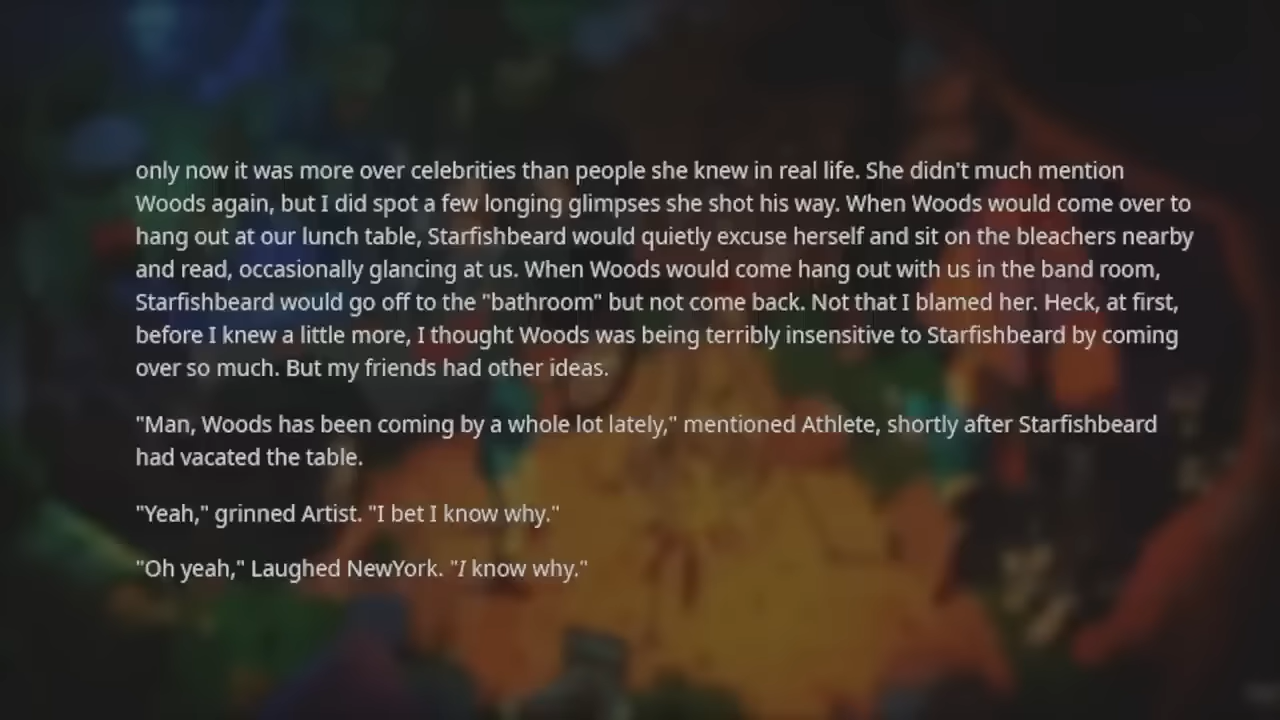 only now it was more over celebrities than people she knew in real life. She didn't much mention
Woods again, but I did spot a few longing glimpses she shot his way. When Woods would come over to
hang out at our lunch table, Starfishbeard would quietly excuse herself and sit on the bleachers nearby
and read, occasionally glancing at us. When Woods would come hang out with us in the band room,
Starfishbeard would go off to the "bathroom" but not come back. Not that I blamed her. Heck, at first,
before I knew a little more, I thought Woods was being terribly insensitive to Starfishbeard by coming
over so much. But my friends had other ideas.
"Man, Woods has been coming by a whole lot lately," mentioned Athlete, shortly after Starfishbeard
had vacated the table.
"Yeah," grinned Artist. "I bet I know why."
"Oh yeah," Laughed NewYork. "I know why."